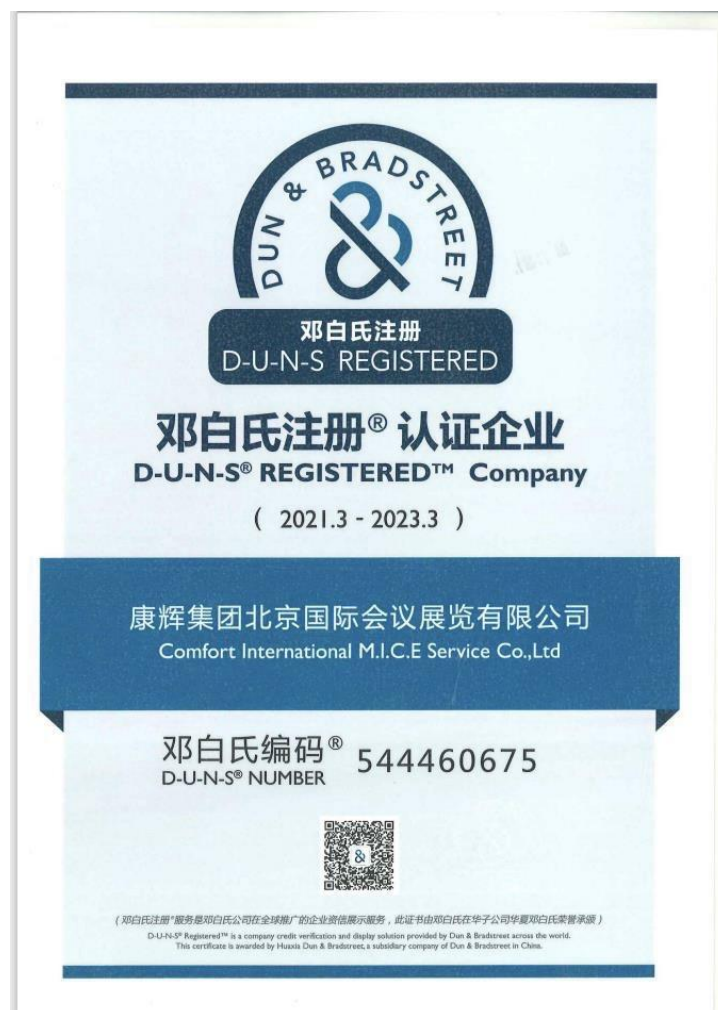 DUN & BRADSTREET
邓白氏注册
D-U-N-S REGISTERED
邓白氏注册® 认证企业
D-U-N-S® REGISTERED™ Company
( 2021.3 - 2023.3 )
康辉集团北京国际会议展览有限公司
Comfort International M.I.C.E Service Co.,Ltd
邓白氏编码® 544460675
D-U-N-S® NUMBER
&
(邓白氏注册®服务是邓白氏公司在全球推广的企业资信展示服务,此证书由邓白氏在华子公司华夏邓白氏荣誉承颁)
D-U-N-S® Registered™ is a company credit verification and display solution provided by Dun & Bradstreet across the world.
This certificate is awarded by Huaxia Dun & Bradstreet, a subsidiary company of Dun & Bradstreet in China.